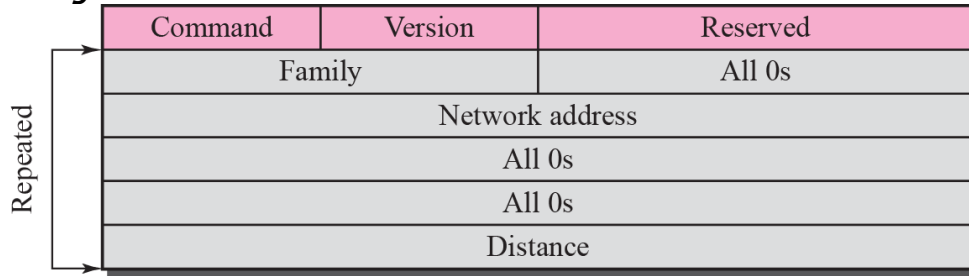 Command Version Reserved
Family All 0s
Network address
All 0s
All 0s
Distance
Repeated